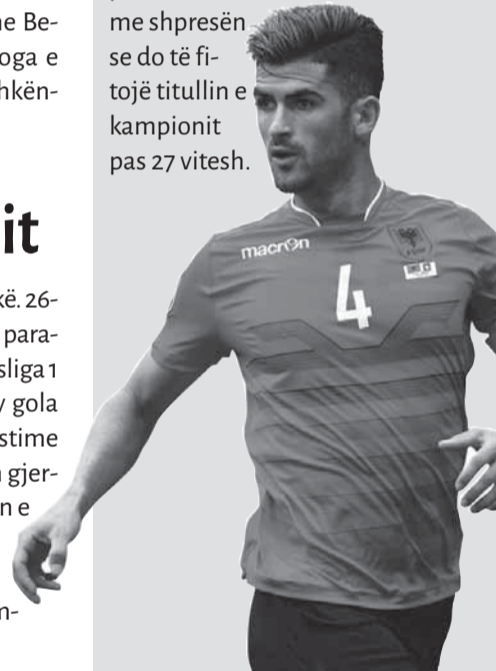 ne Be-
oga e
hkën-
it
kë. 26-
para-
sliga 1
y gola
stime
gjer-
n e
n-
me shpresën
se do të fi-
tojë titullin e
kampionit
pas 27 vitesh.
macron
4